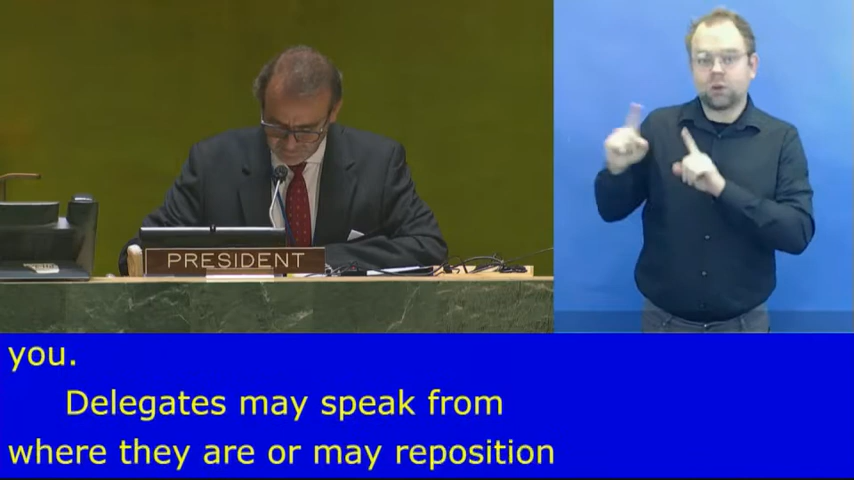 PRESIDENT
you.
Delegates may speak from
where they are or may reposition